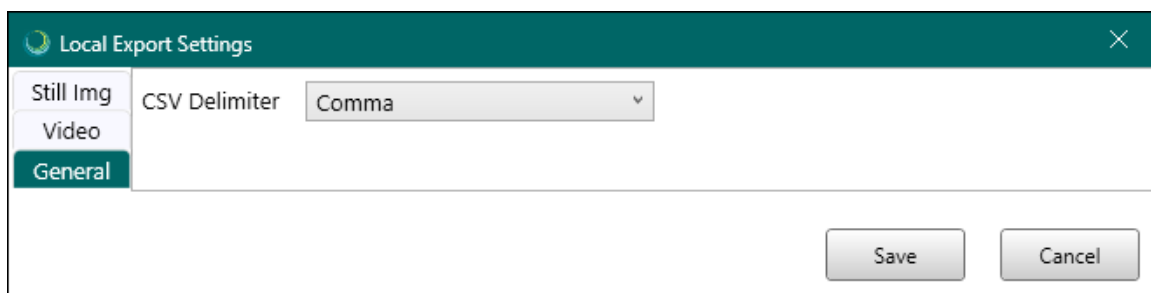 Local Export Settings
Still Img
CSV Delimiter Comma
Video
General
Save Cancel